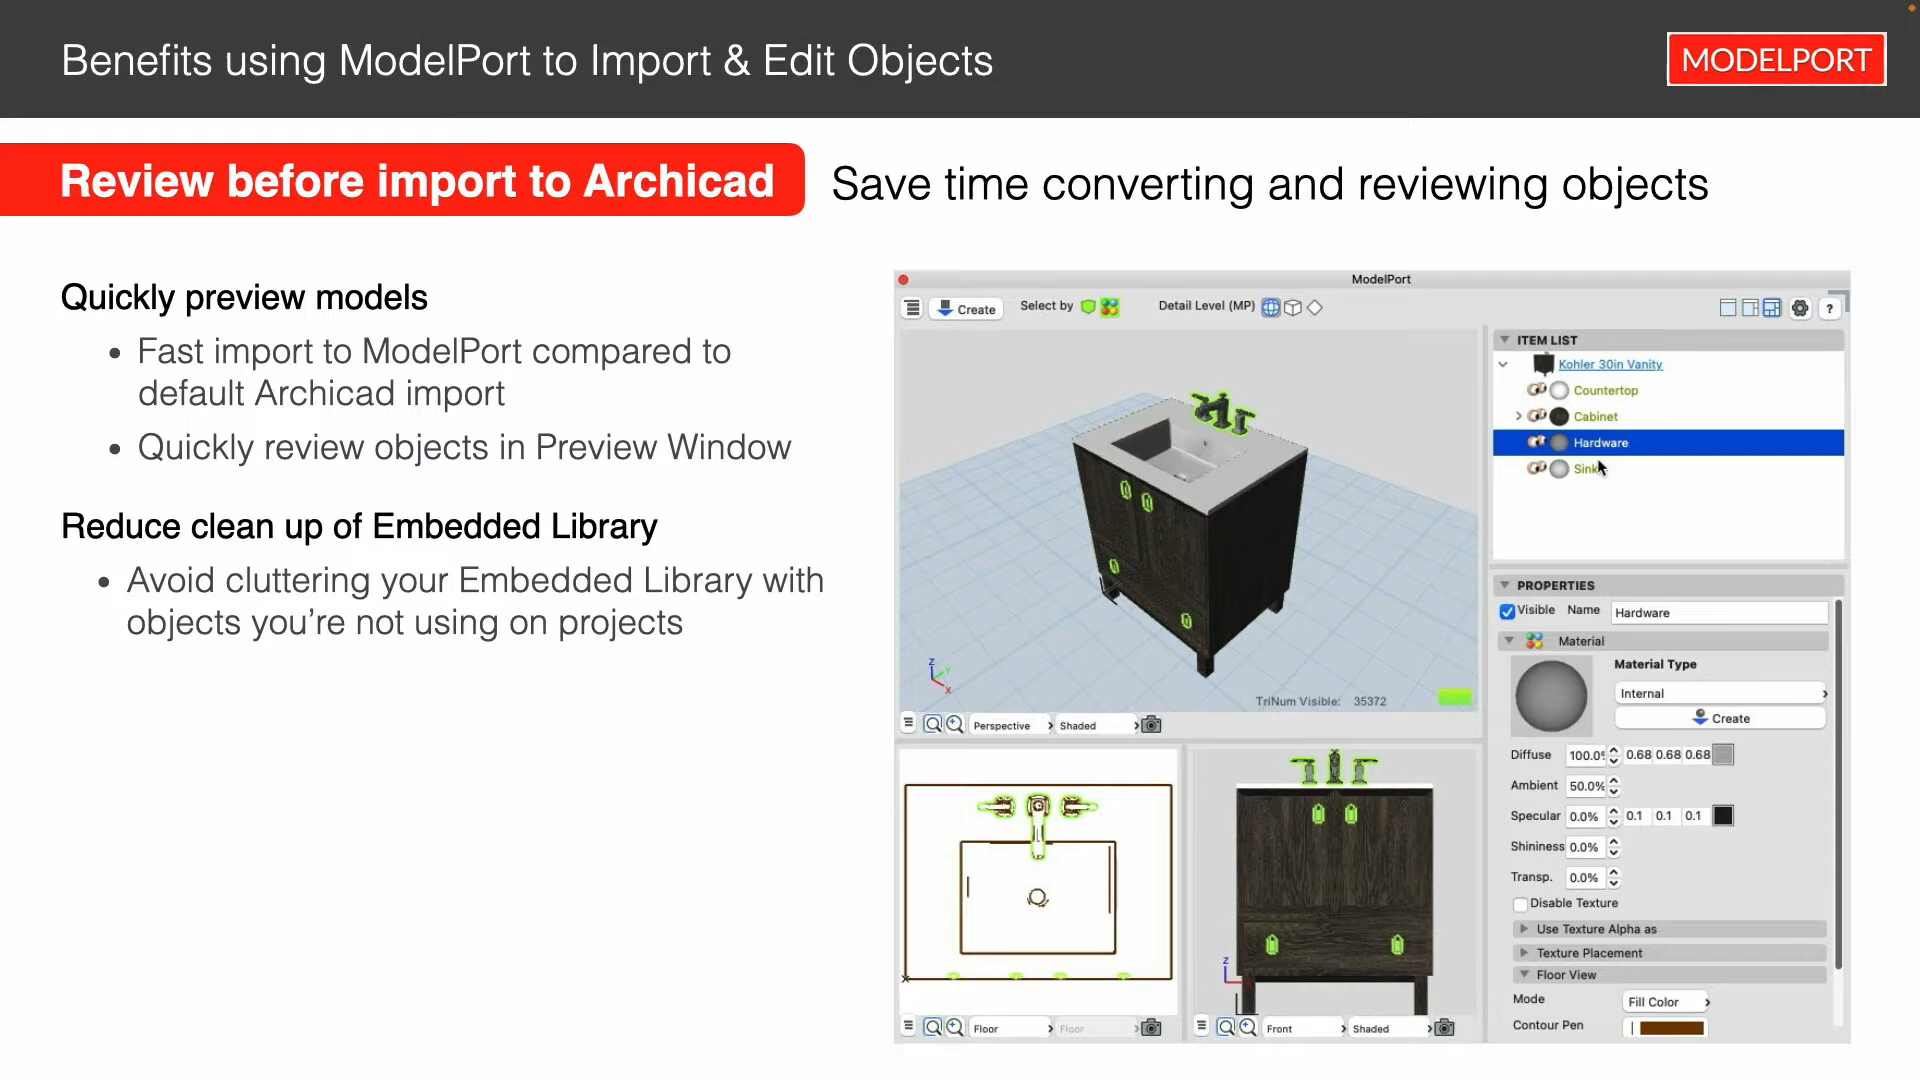 Benefits using ModelPort to Import & Edit Objects
MODELPORT
Review before import to Archicad
Save time converting and reviewing objects
Quickly preview models
• Fast import to ModelPort compared to
default Archicad import
• Quickly review objects in Preview Window
Reduce clean up of Embedded Library
• Avoid cluttering your Embedded Library with
objects you’re not using on projects
ModelPort
Create
Select by
Detail Level (MP)
?
ITEM LIST
Kohler 30in Vanity
Countertop
Cabinet
Hardware
Sink
Z
Y
X
TriNum Visible: 35372
Perspective
Shaded
PROPERTIES
Visible Name Hardware
Material
Material Type
Internal
Create
Diffuse 100.0 0.68 0.68 0.68
Ambient 50.0%
Specular 0.0% 0.1 0.1 0.1
Shininess 0.0%
Transp. 0.0%
Disable Texture
Use Texture Alpha as
Texture Placement
Floor View
Mode Fill Color
Contour Pen
Z
Floor
Floor
Front
Shaded